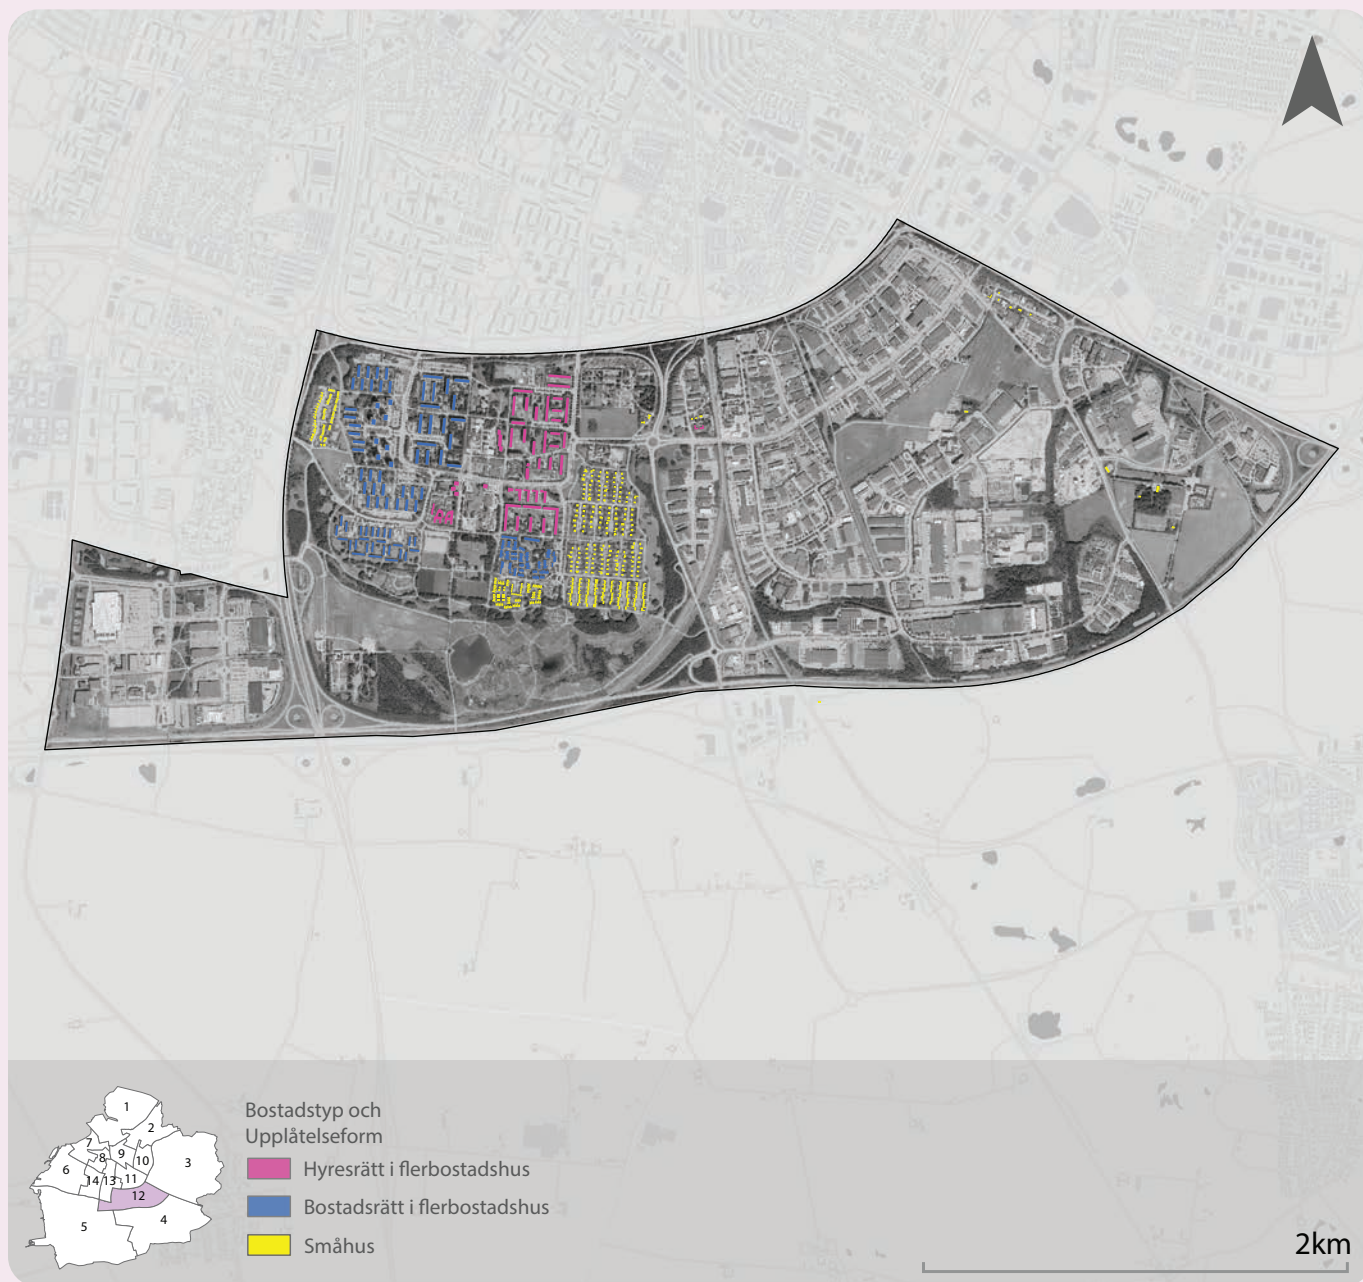 Bostadstyp och
Upplåtelseform
Hyresrätt i flerbostadshus
Bostadsrätt i flerbostadshus
Småhus
1
2
7
8
9
10
3
6
14
13
11
12
5
4
2km